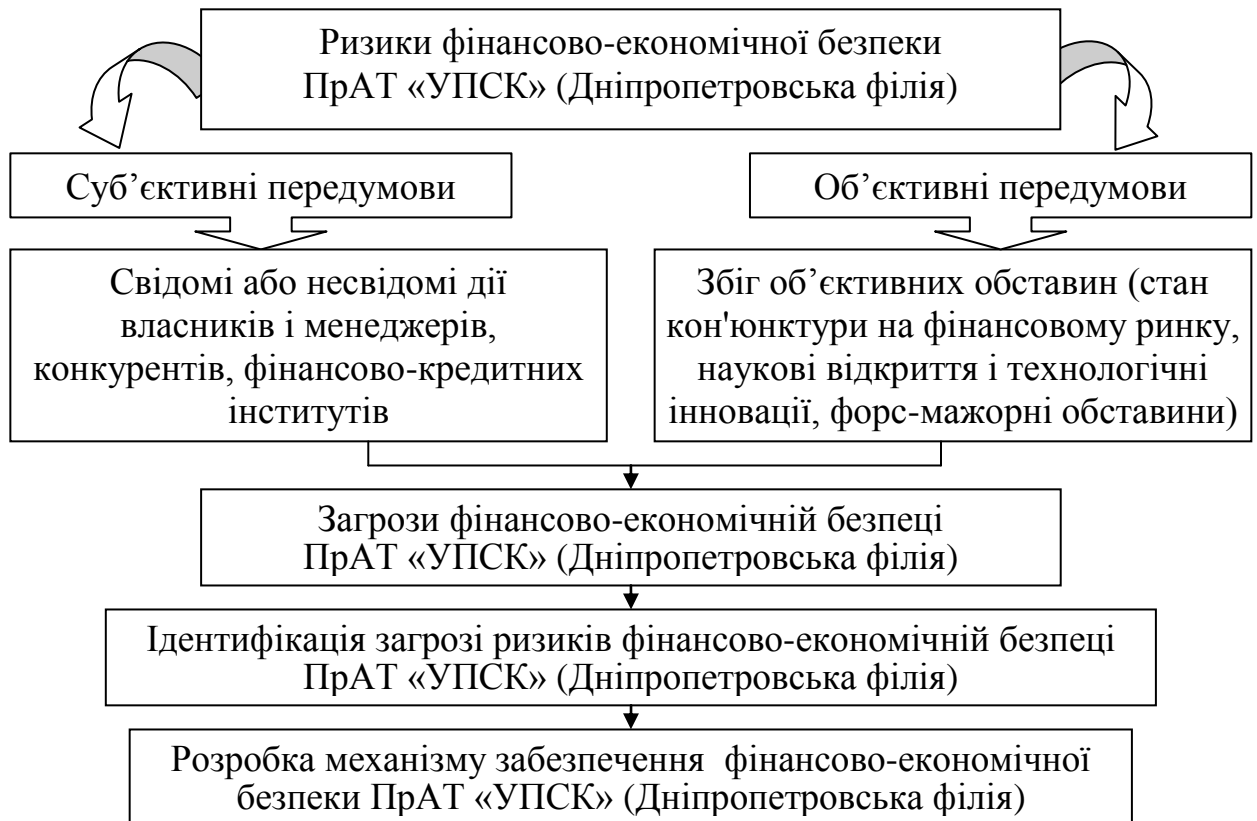 Ризики фінансово-економічної безпеки
ПрАТ «УПСК» (Дніпропетровська філія)
Суб’єктивні передумови
Об’єктивні передумови
Свідомі або несвідомі дії
власників і менеджерів,
конкурентів, фінансово-кредитних
інститутів
Збіг об’єктивних обставин (стан
кон'юнктури на фінансовому ринку,
наукові відкриття і технологічні
інновації, форс-мажорні обставини)
Загрози фінансово-економічній безпеці
ПрАТ «УПСК» (Дніпропетровська філія)
Ідентифікація загрозі ризиків фінансово-економічній безпеці
ПрАТ «УПСК» (Дніпропетровська філія)
Розробка механізму забезпечення фінансово-економічної
безпеки ПрАТ «УПСК» (Дніпропетровська філія)